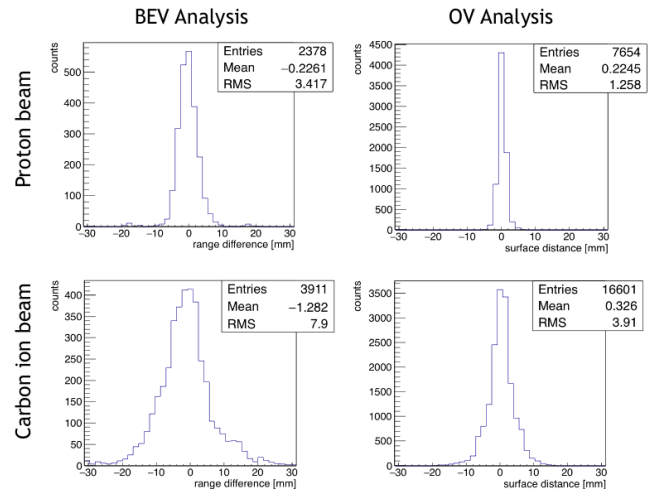 BEV Analysis
OV Analysis
Proton beam
counts
500
400
300
200
100
0
−30 −20 −10 0 10 20 30
range difference [mm]
Entries 2378
Mean −0.2261
RMS 3.417
counts
4500
4000
3500
3000
2500
2000
1500
1000
500
0
−30 −20 −10 0 10 20 30
surface distance [mm]
Entries 7654
Mean 0.2245
RMS 1.258
Carbon ion beam
counts
400
350
300
250
200
150
100
50
0
−30 −20 −10 0 10 20 30
range difference [mm]
Entries 3911
Mean −1.282
RMS 7.9
counts
3500
3000
2500
2000
1500
1000
500
0
−30 −20 −10 0 10 20 30
surface distance [mm]
Entries 16601
Mean 0.326
RMS 3.91